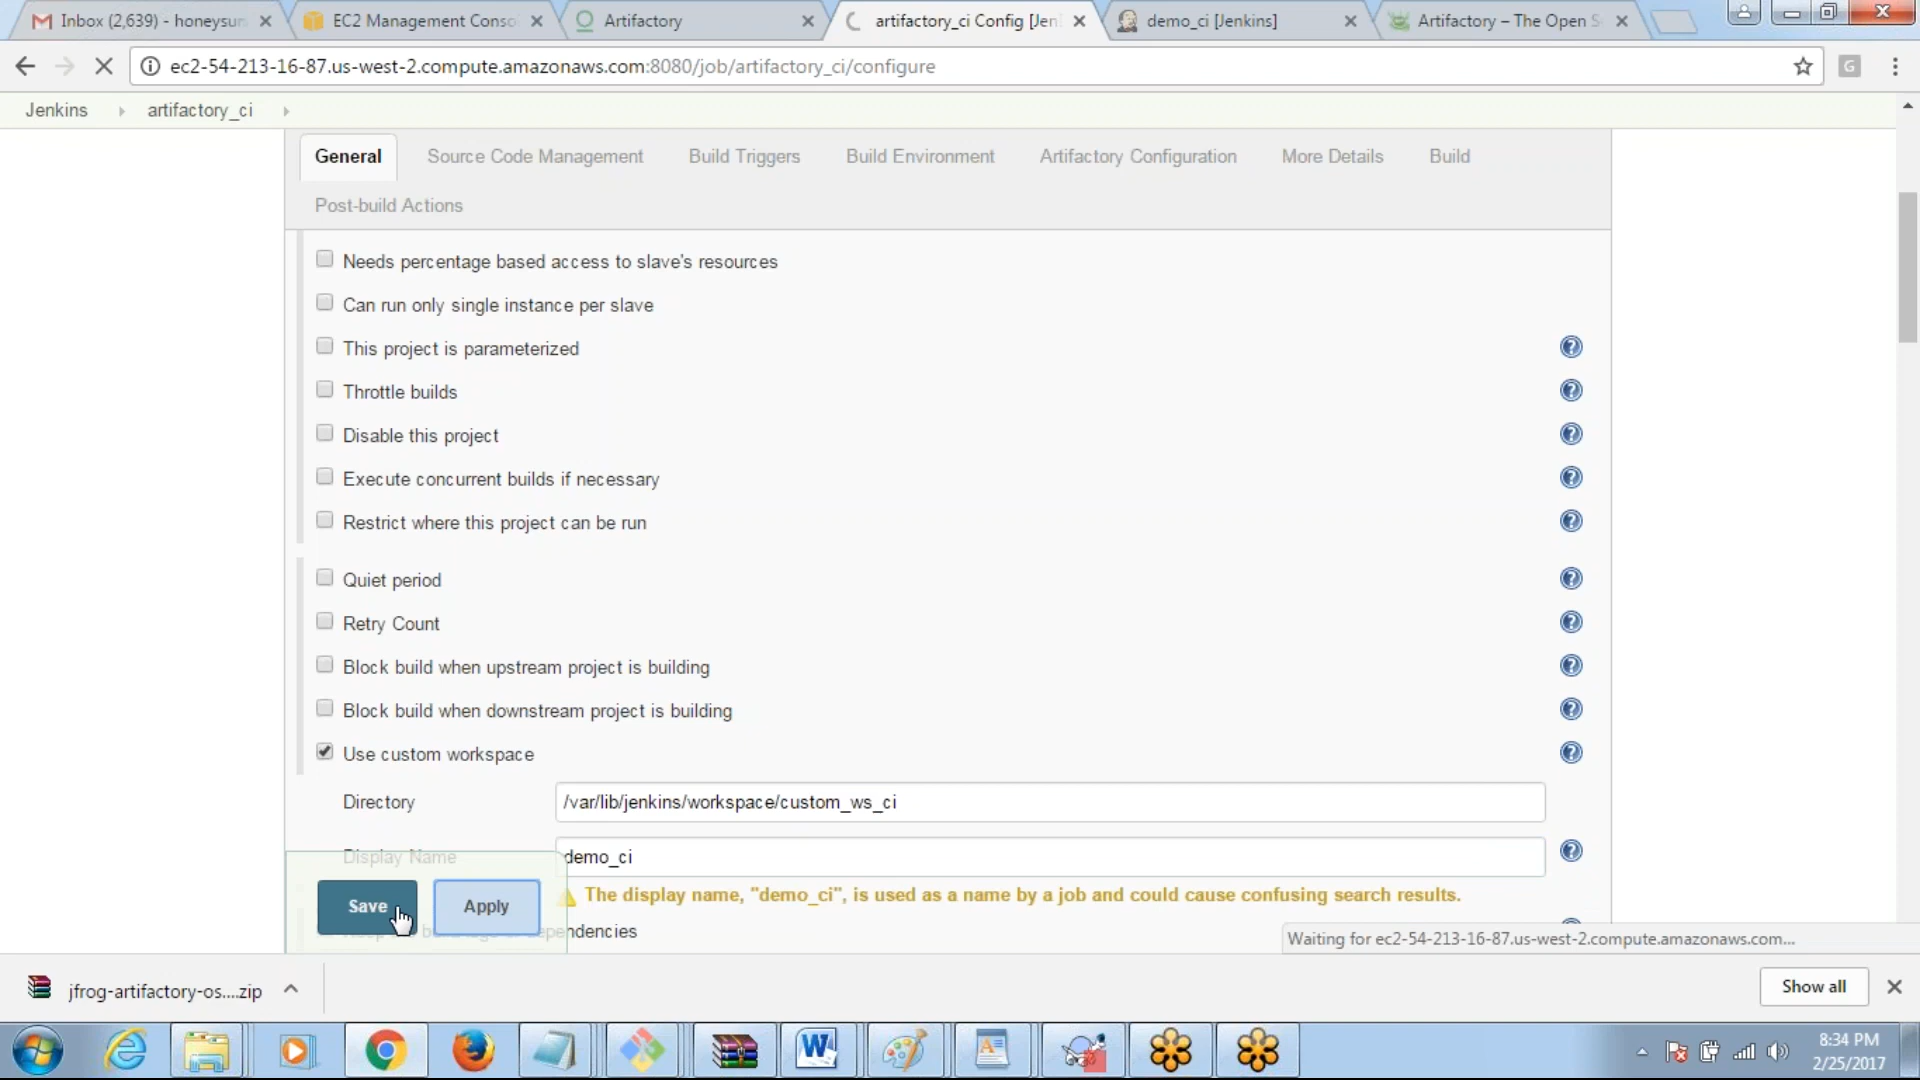 Inbox (2,639) - honeysun
EC2 Management Conso
Artifactory
artifactory_ci Config [Jen
demo_ci [Jenkins]
Artifactory – The Open S
ec2-54-213-16-87.us-west-2.compute.amazonaws.com:8080/job/artifactory_ci/configure
G
Jenkins
artifactory_ci
General
Source Code Management
Build Triggers
Build Environment
Artifactory Configuration
More Details
Build
Post-build Actions
Needs percentage based access to slave's resources
Can run only single instance per slave
This project is parameterized
Throttle builds
Disable this project
Execute concurrent builds if necessary
Restrict where this project can be run
Quiet period
Retry Count
Block build when upstream project is building
Block build when downstream project is building
Use custom workspace
Directory
/var/lib/jenkins/workspace/custom_ws_ci
Display Name
demo_ci
The display name, "demo_ci", is used as a name by a job and could cause confusing search results.
Save
Apply
Waiting for ec2-54-213-16-87.us-west-2.compute.amazonaws.com...
jfrog-artifactory-os....zip
Show all
8:34 PM
2/25/2017